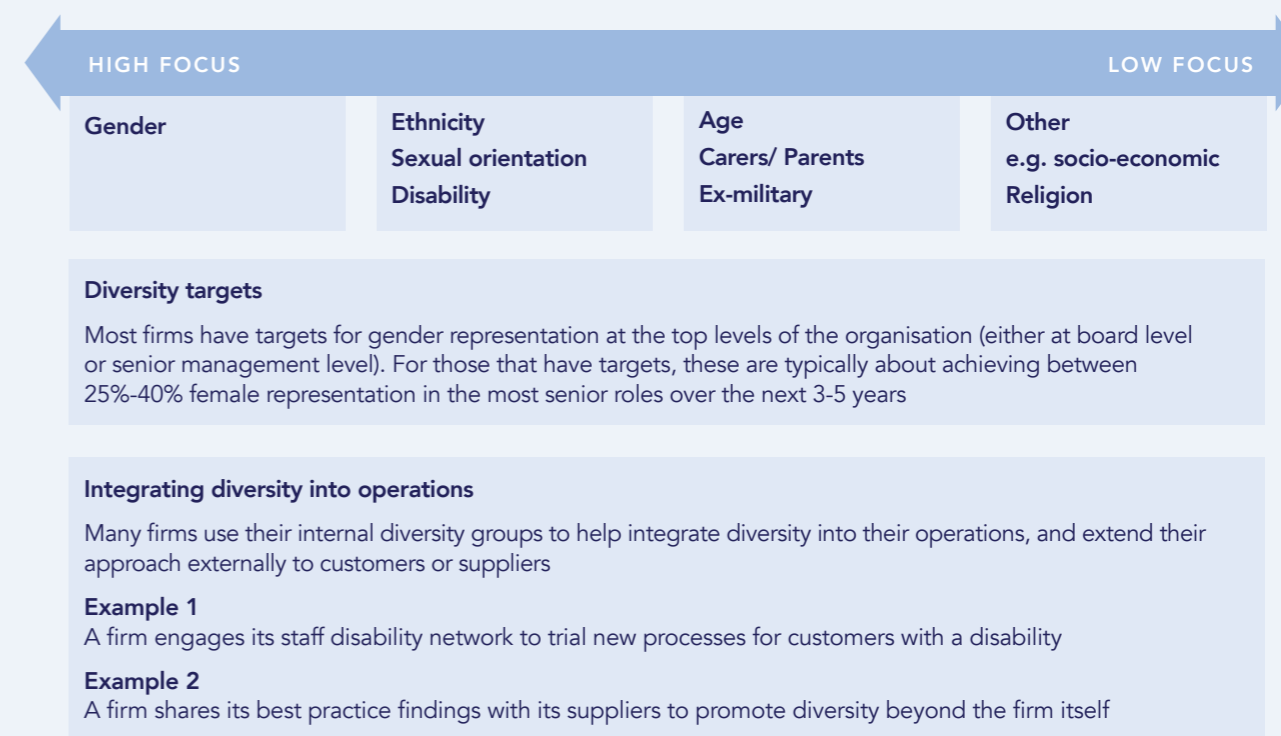 HIGH FOCUS
LOW FOCUS
Gender
Ethnicity
Sexual orientation
Disability
Age
Carers/ Parents
Ex-military
Other
e.g. socio-economic
Religion
Diversity targets
Most firms have targets for gender representation at the top levels of the organisation (either at board level
or senior management level). For those that have targets, these are typically about achieving between
25%-40% female representation in the most senior roles over the next 3-5 years
Integrating diversity into operations
Many firms use their internal diversity groups to help integrate diversity into their operations, and extend their
approach externally to customers or suppliers
Example 1
A firm engages its staff disability network to trial new processes for customers with a disability
Example 2
A firm shares its best practice findings with its suppliers to promote diversity beyond the firm itself